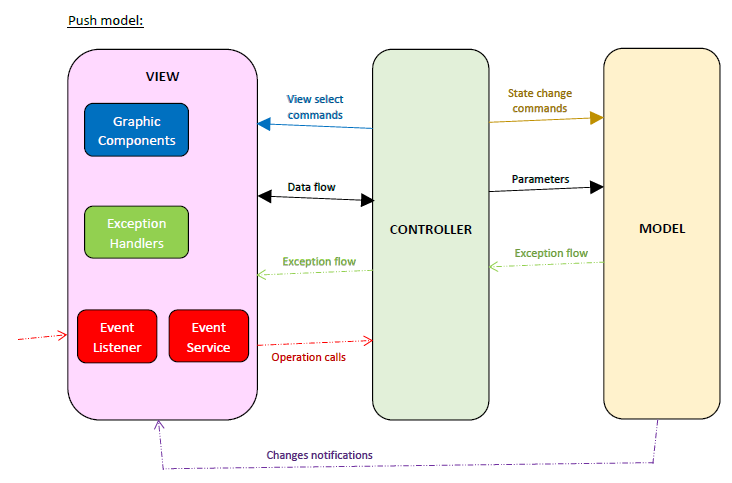 Push model:
VIEW
Graphic
Components
Exception
Handlers
Event
Listener
Event
Service
View select
commands
Data flow
Exception flow
Operation calls
CONTROLLER
State change
commands
Parameters
Exception flow
MODEL
Changes notifications